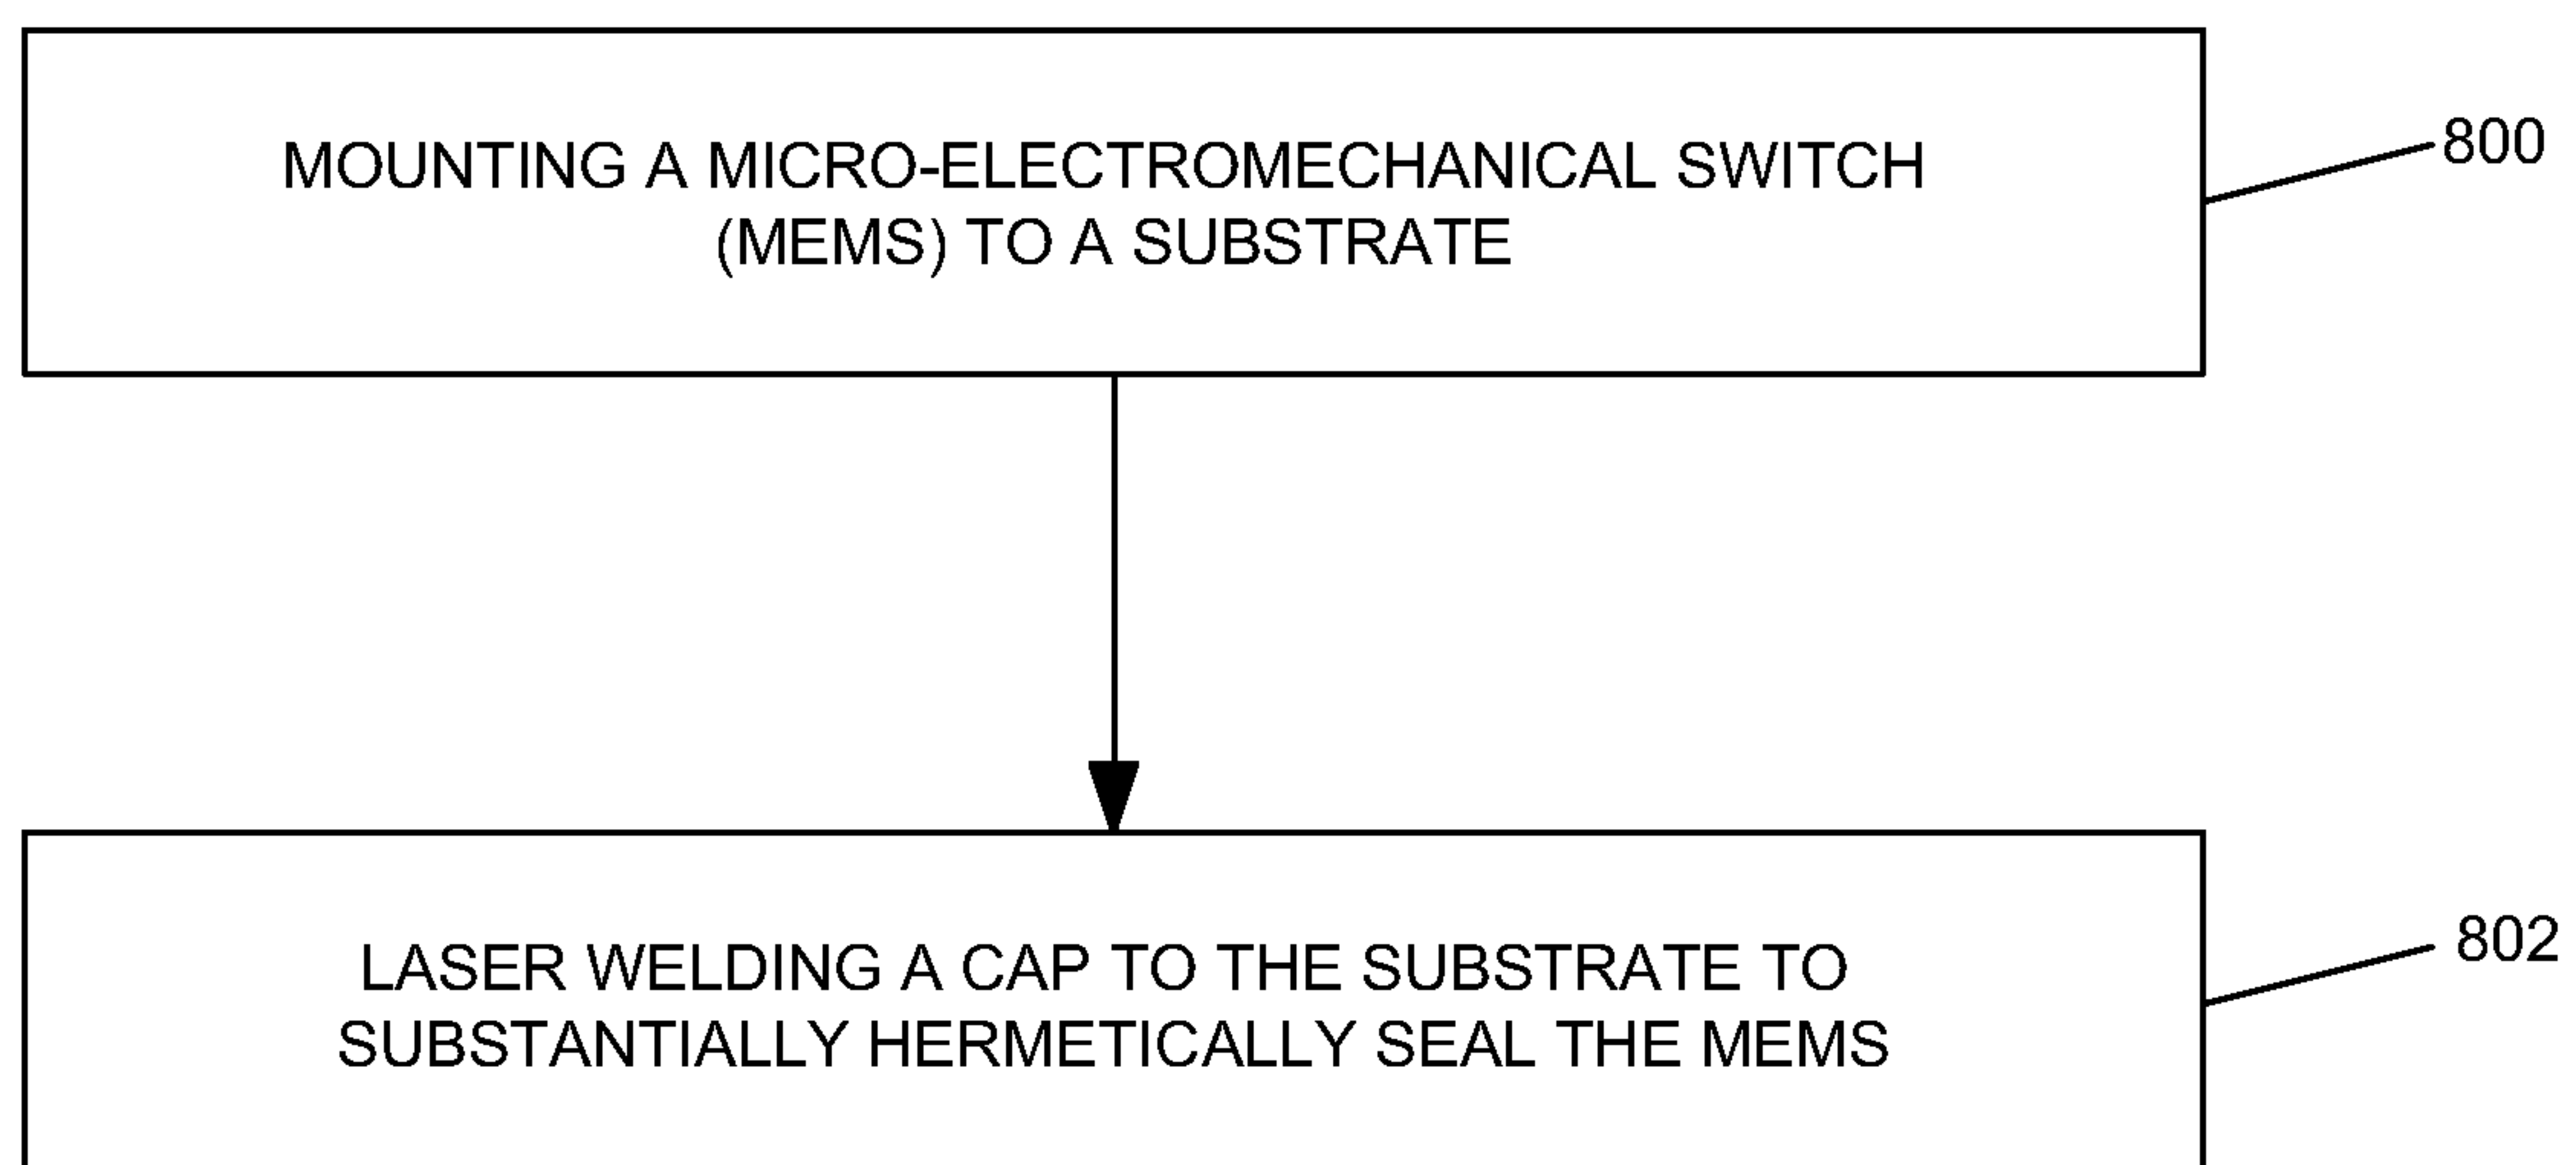 MOUNTING A MICRO-ELECTROMECHANICAL SWITCH
(MEMS) TO A SUBSTRATE
800
LASER WELDING A CAP TO THE SUBSTRATE TO
SUBSTANTIALLY HERMETICALLY SEAL THE MEMS
802